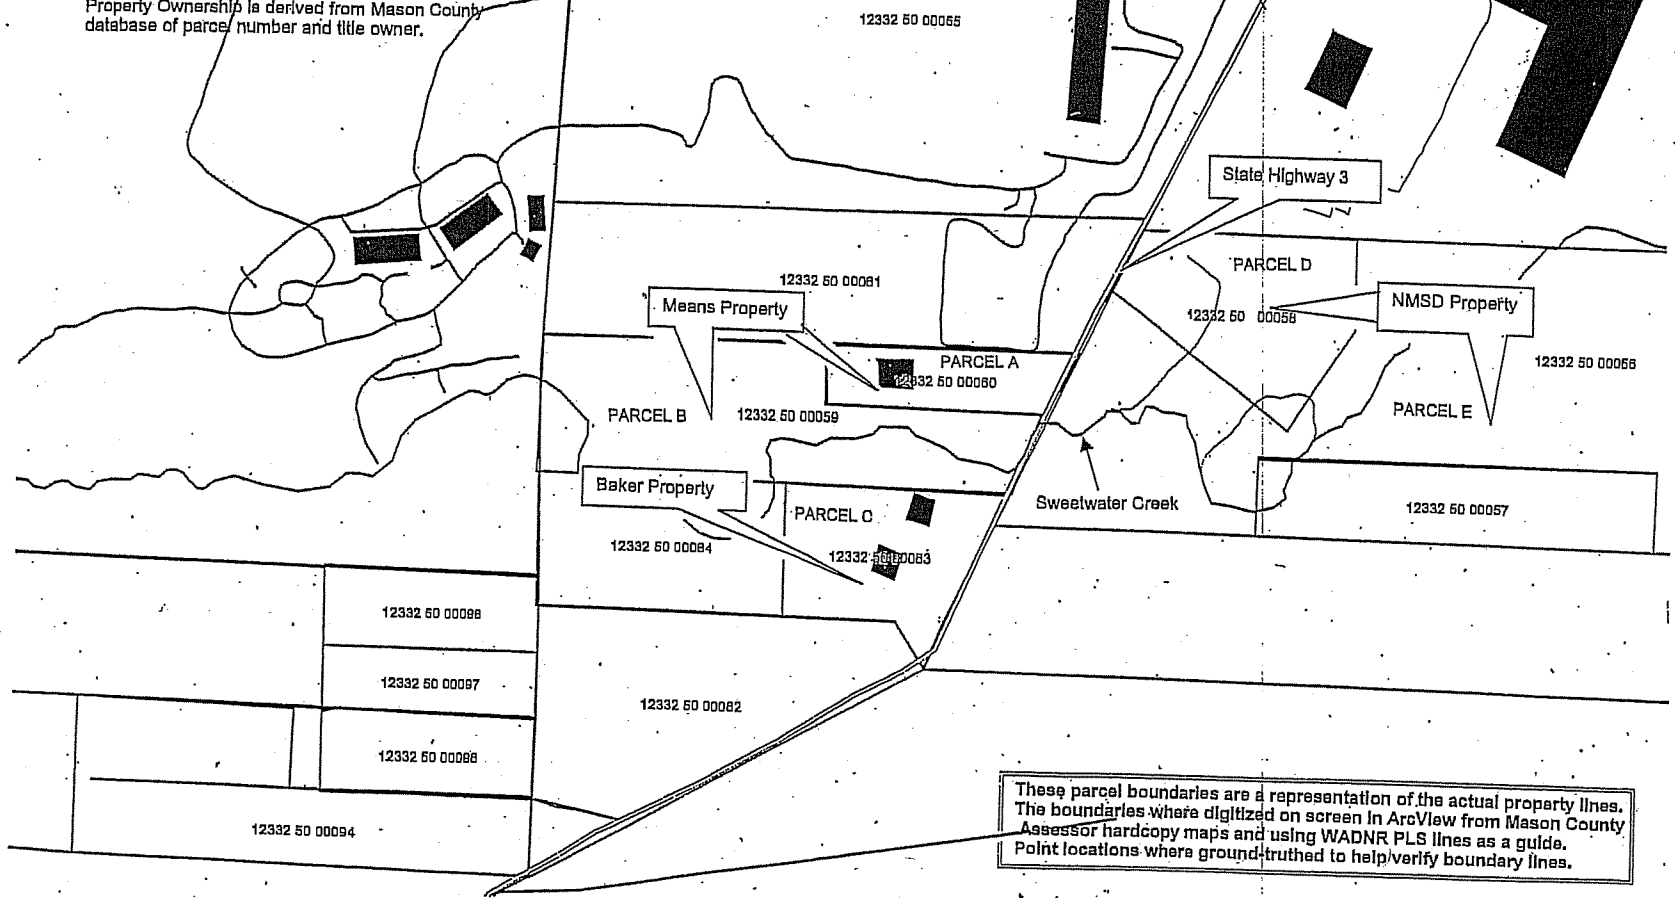 Property Ownership is derived from Mason County
database of parcel number and title owner.
12332 50 00065
State Highway 3
PARCEL D
12332 50 00061
Means Property
12332 50 00058
NMSD Property
PARCEL A
12332 50 00060
12332 50 00056
PARCEL B
12332 50 00059
PARCEL E
Baker Property
Sweetwater Creek
12332 50 00057
PARCEL C
12332 50 00064
12332 50 00063
12332 50 00098
12332 50 00097
12332 50 00062
12332 50 00094
These parcel boundaries are a representation of the actual property lines.
The boundaries where digitized on screen in ArcView from Mason County
Assessor hardcopy maps and using WADNR PLS lines as a guide.
Point locations where ground-truthed to help verify boundary lines.